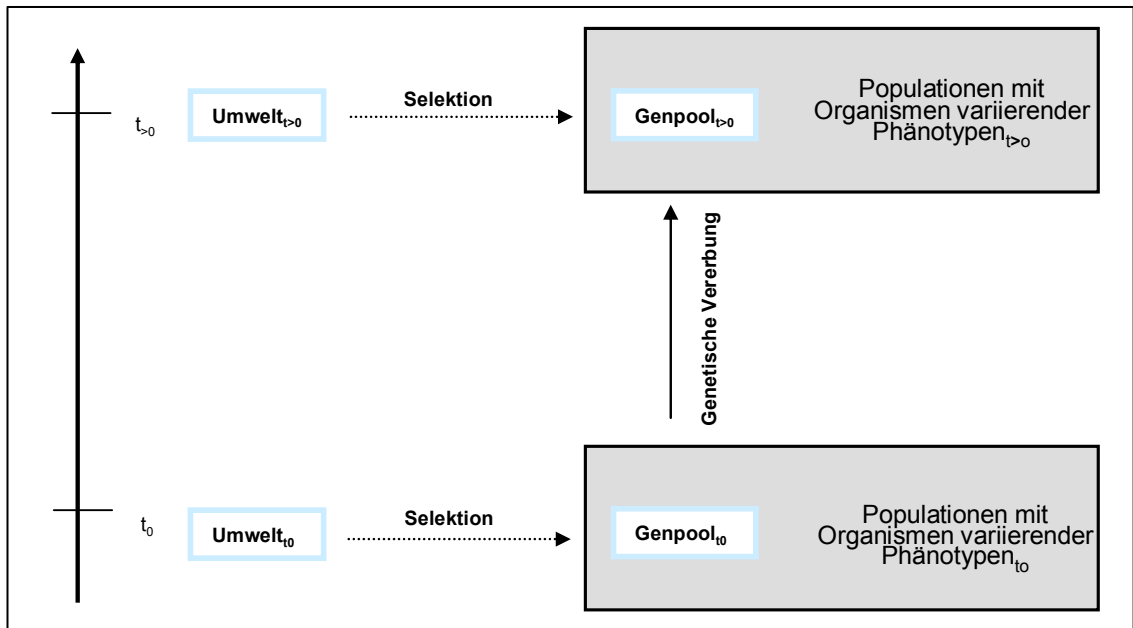 Selektion
Populationen mit
Organismen variierender
Phänotypen t>o
t>0
Umwelt t>0
Genpool t>0
Genetische Vererbung
Selektion
Populationen mit
Organismen variierender
Phänotypen to
t0
Umwelt t0
Genpool t0